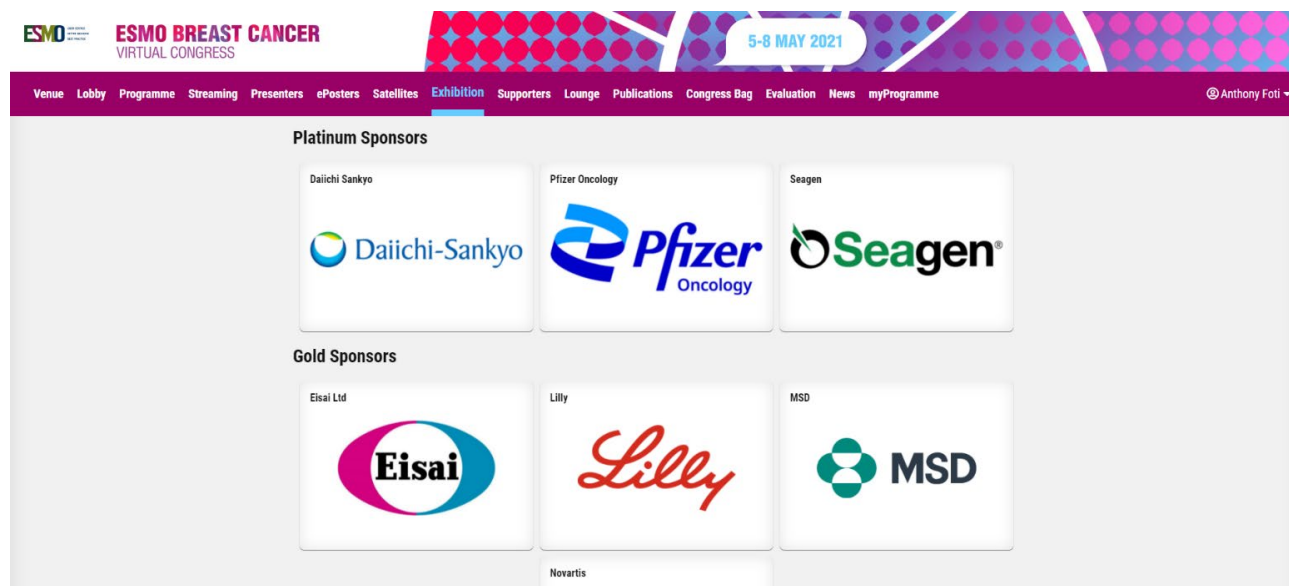 ESMO
ESMO BREAST CANCER
VIRTUAL CONGRESS
5-8 MAY 2021
Venue Lobby Programme Streaming Presenters ePosters Satellites Exhibition Supporters Lounge Publications Congress Bag Evaluation News myProgramme Anthony Foti
Platinum Sponsors
Daiichi Sankyo
Daiichi-Sankyo
Pfizer Oncology
Pfizer
Oncology
Seagen
Seagen®
Gold Sponsors
Eisai Ltd
Eisai
Lilly
Lilly
MSD
MSD
Novartis